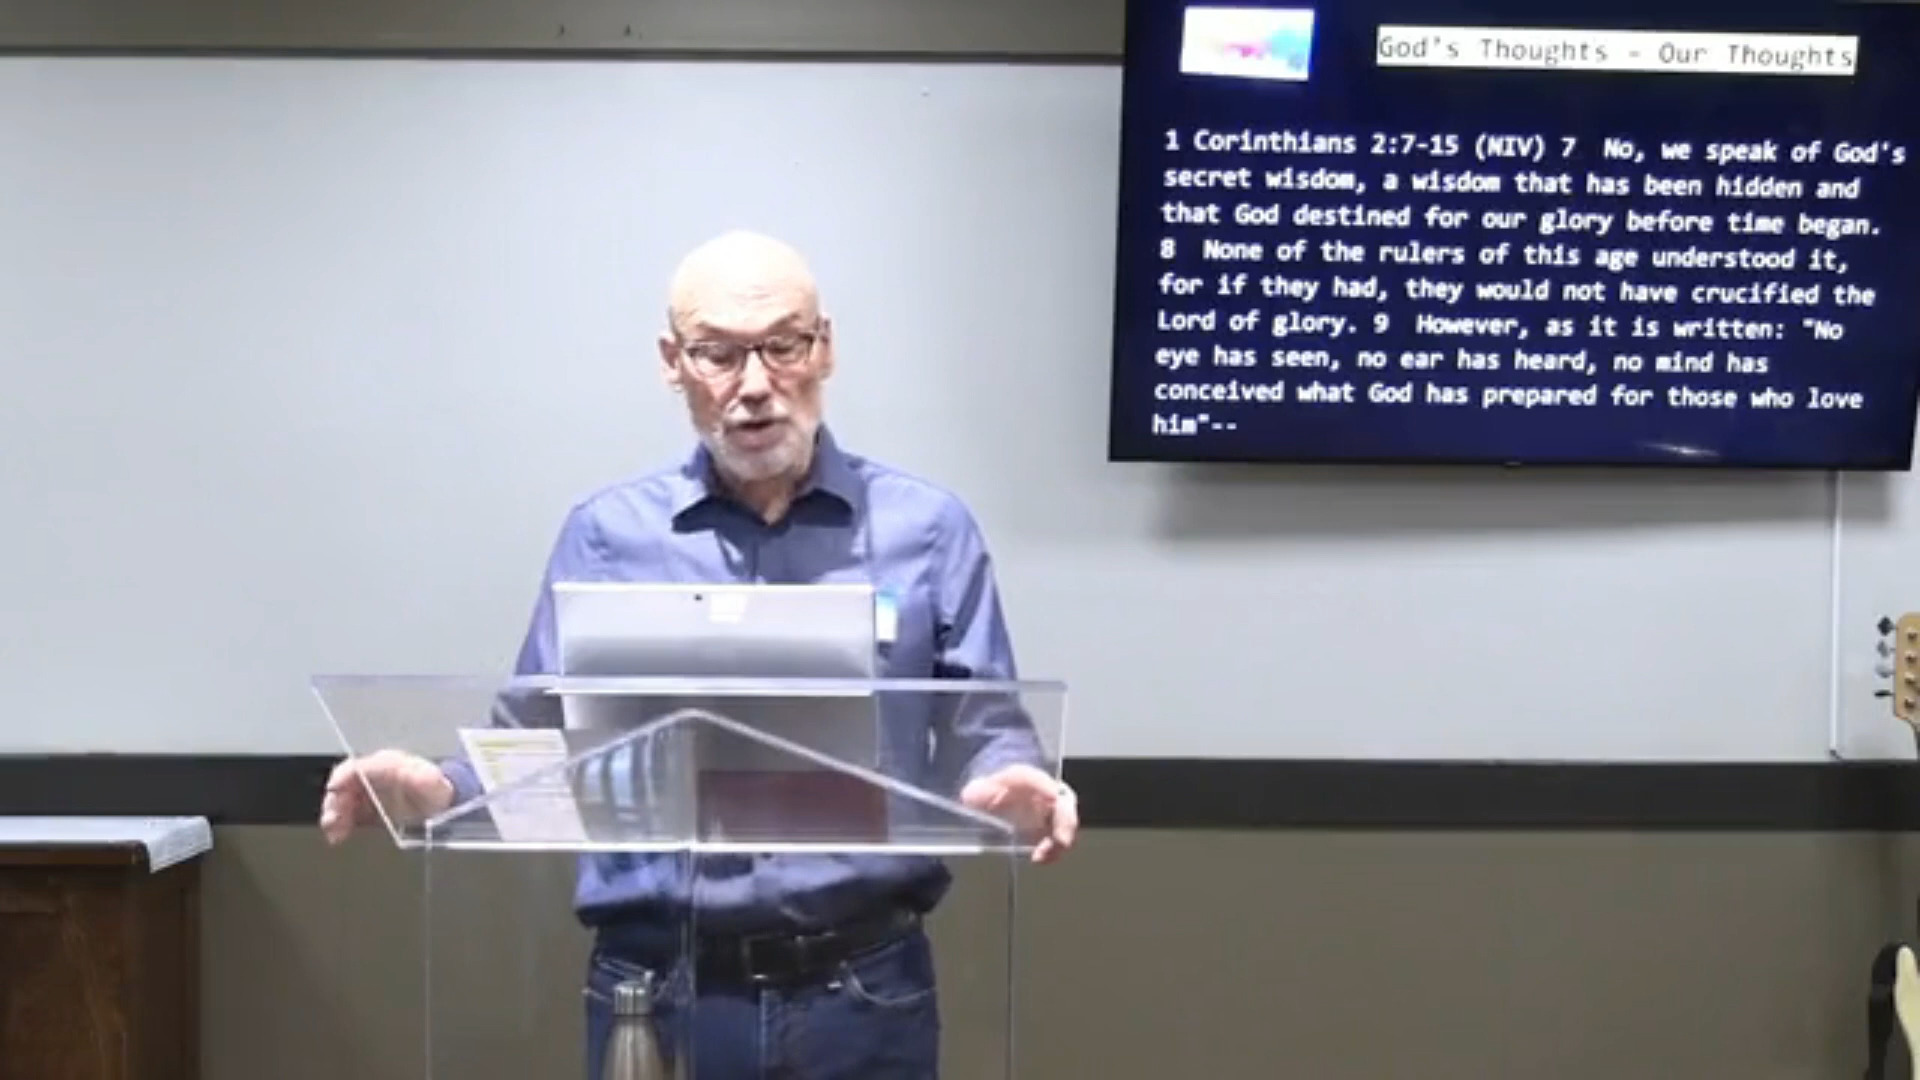 God's Thoughts - Our Thoughts
1 Corinthians 2:7-15 (NIV) 7 No, we speak of God's
secret wisdom, a wisdom that has been hidden and
that God destined for our glory before time began.
8 None of the rulers of this age understood it,
for if they had, they would not have crucified the
Lord of glory. 9 However, as it is written: "No
eye has seen, no ear has heard, no mind has
conceived what God has prepared for those who love
him"--